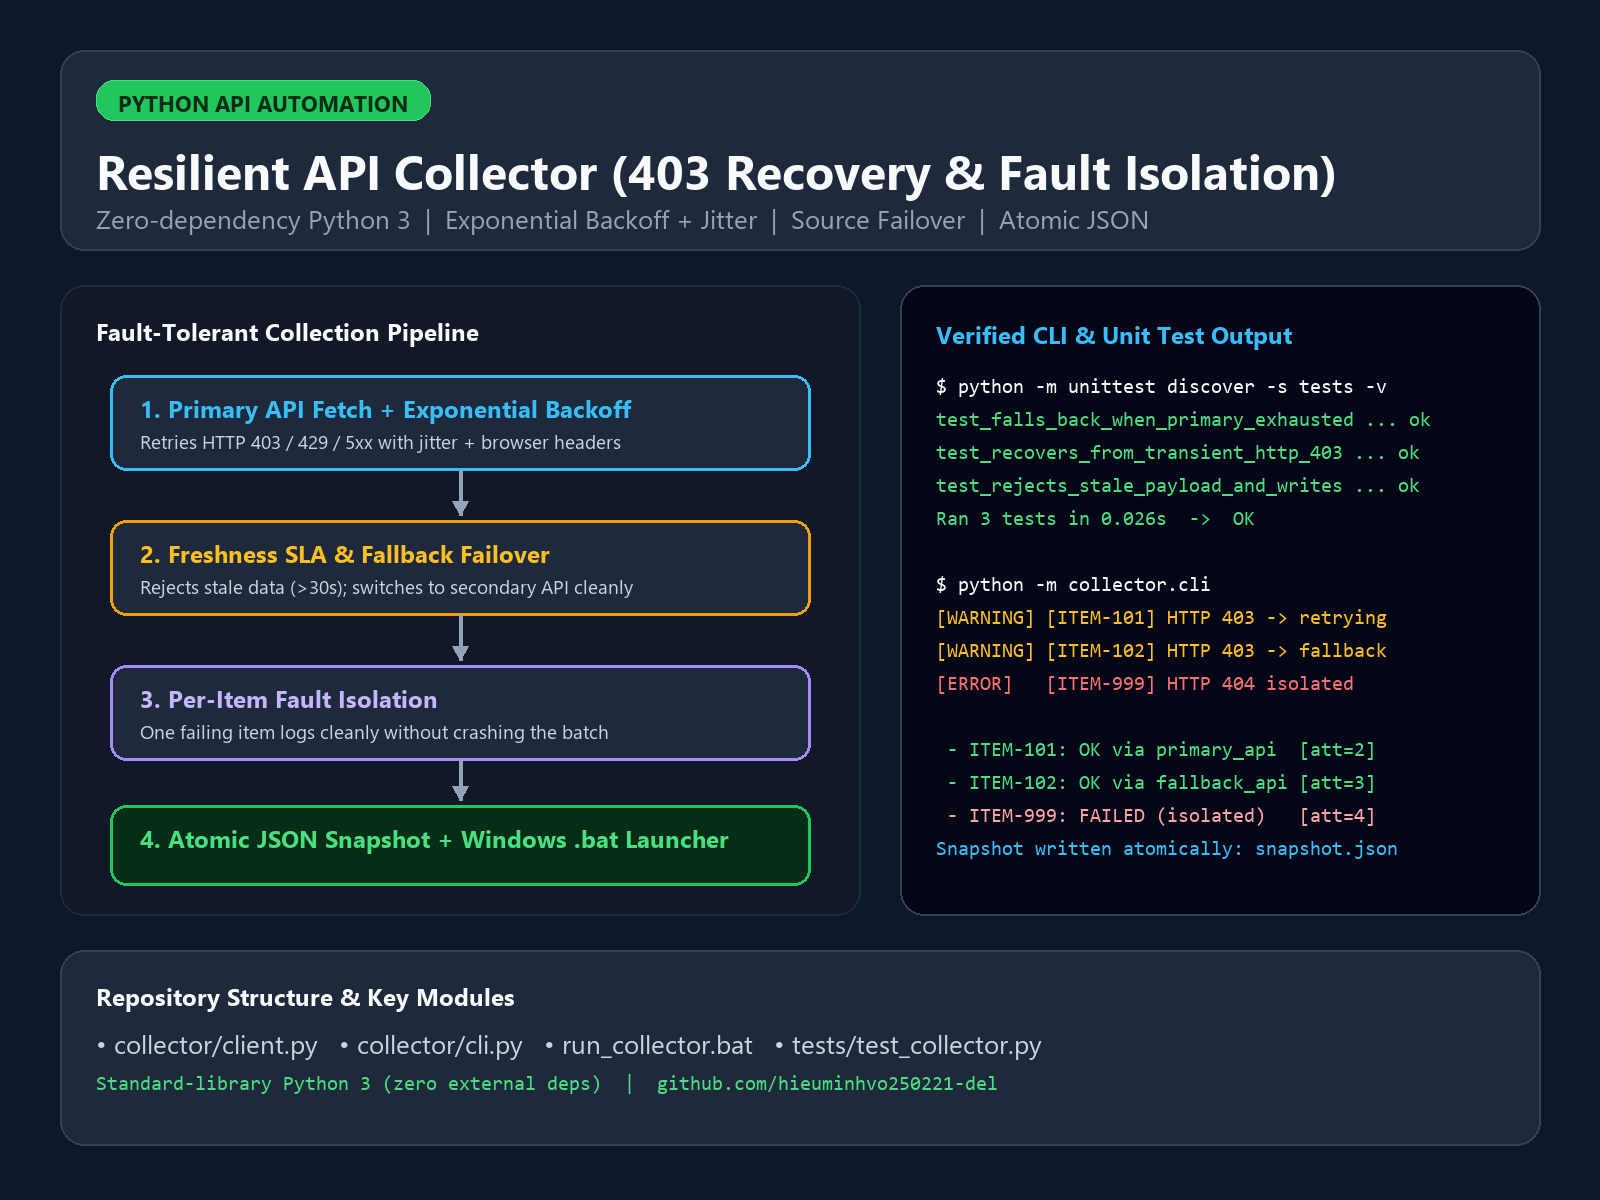 PYTHON API AUTOMATION
Resilient API Collector (403 Recovery & Fault Isolation)
Zero-dependency Python 3 | Exponential Backoff + Jitter | Source Failover | Atomic JSON
Fault-Tolerant Collection Pipeline
1. Primary API Fetch + Exponential Backoff
Retries HTTP 403 / 429 / 5xx with jitter + browser headers
2. Freshness SLA & Fallback Failover
Rejects stale data (>30s); switches to secondary API cleanly
3. Per-Item Fault Isolation
One failing item logs cleanly without crashing the batch
4. Atomic JSON Snapshot + Windows .bat Launcher
Verified CLI & Unit Test Output
$ python -m unittest discover -s tests -v
test_falls_back_when_primary_exhausted ... ok
test_recovers_from_transient_http_403 ... ok
test_rejects_stale_payload_and_writes ... ok
Ran 3 tests in 0.026s  ->  OK
$ python -m collector.cli
[WARNING] [ITEM-101] HTTP 403 -> retrying
[WARNING] [ITEM-102] HTTP 403 -> fallback
[ERROR]   [ITEM-999] HTTP 404 isolated
- ITEM-101: OK via primary_api  [att=2]
- ITEM-102: OK via fallback_api [att=3]
- ITEM-999: FAILED (isolated)   [att=4]
Snapshot written atomically: snapshot.json
Repository Structure & Key Modules
• collector/client.py   • collector/cli.py   • run_collector.bat   • tests/test_collector.py
Standard-library Python 3 (zero external deps)  |  github.com/hieuminhvo250221-del